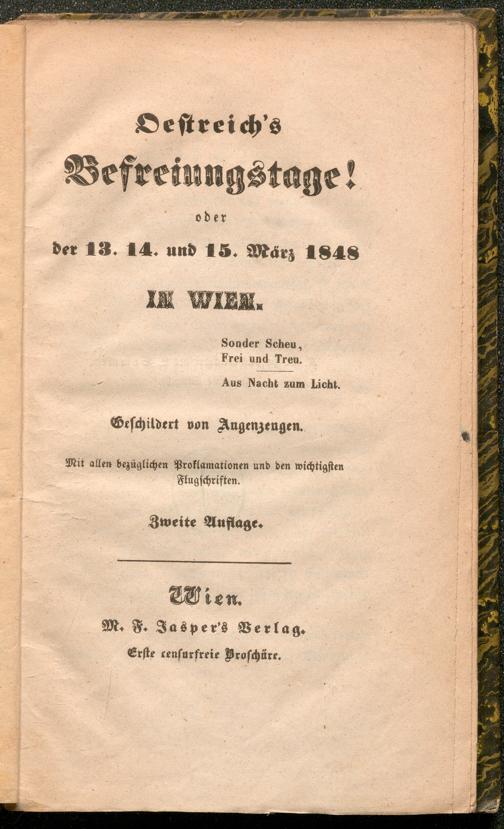 Oestreich's
Befreiungstage!
oder
der 13. 14. und 15. März 1848
IN WIEN.
Sonder Scheu,
Frei und Treu.
Aus Nacht zum Licht.
Geschildert von Augenzeugen.
Mit allen bezüglichen Proklamationen und den wichtigsten
Flugschriften.
Zweite Auflage.
Wien.
M. F. Jasper's Verlag.
Erste censurfreie Broschüre.